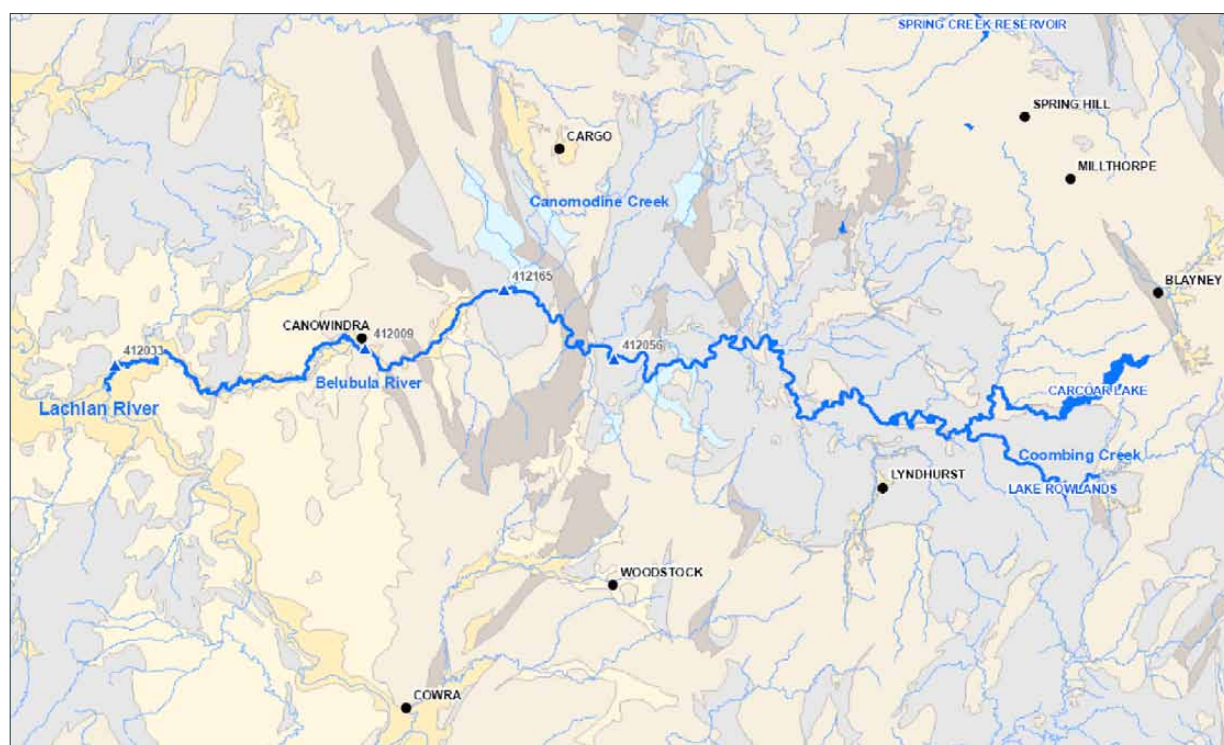 SPRING CREEK RESERVOIR
SPRING HILL
CARGO
MILLTHORPE
Canomodine Creek
412165
BLAYNEY
CANOWINDRA
412009
412033
412056
Belubula River
CARCOAR LAKE
Lachlan River
Coombing Creek
LYNDHURST
LAKE ROWLANDS
WOODSTOCK
COWRA